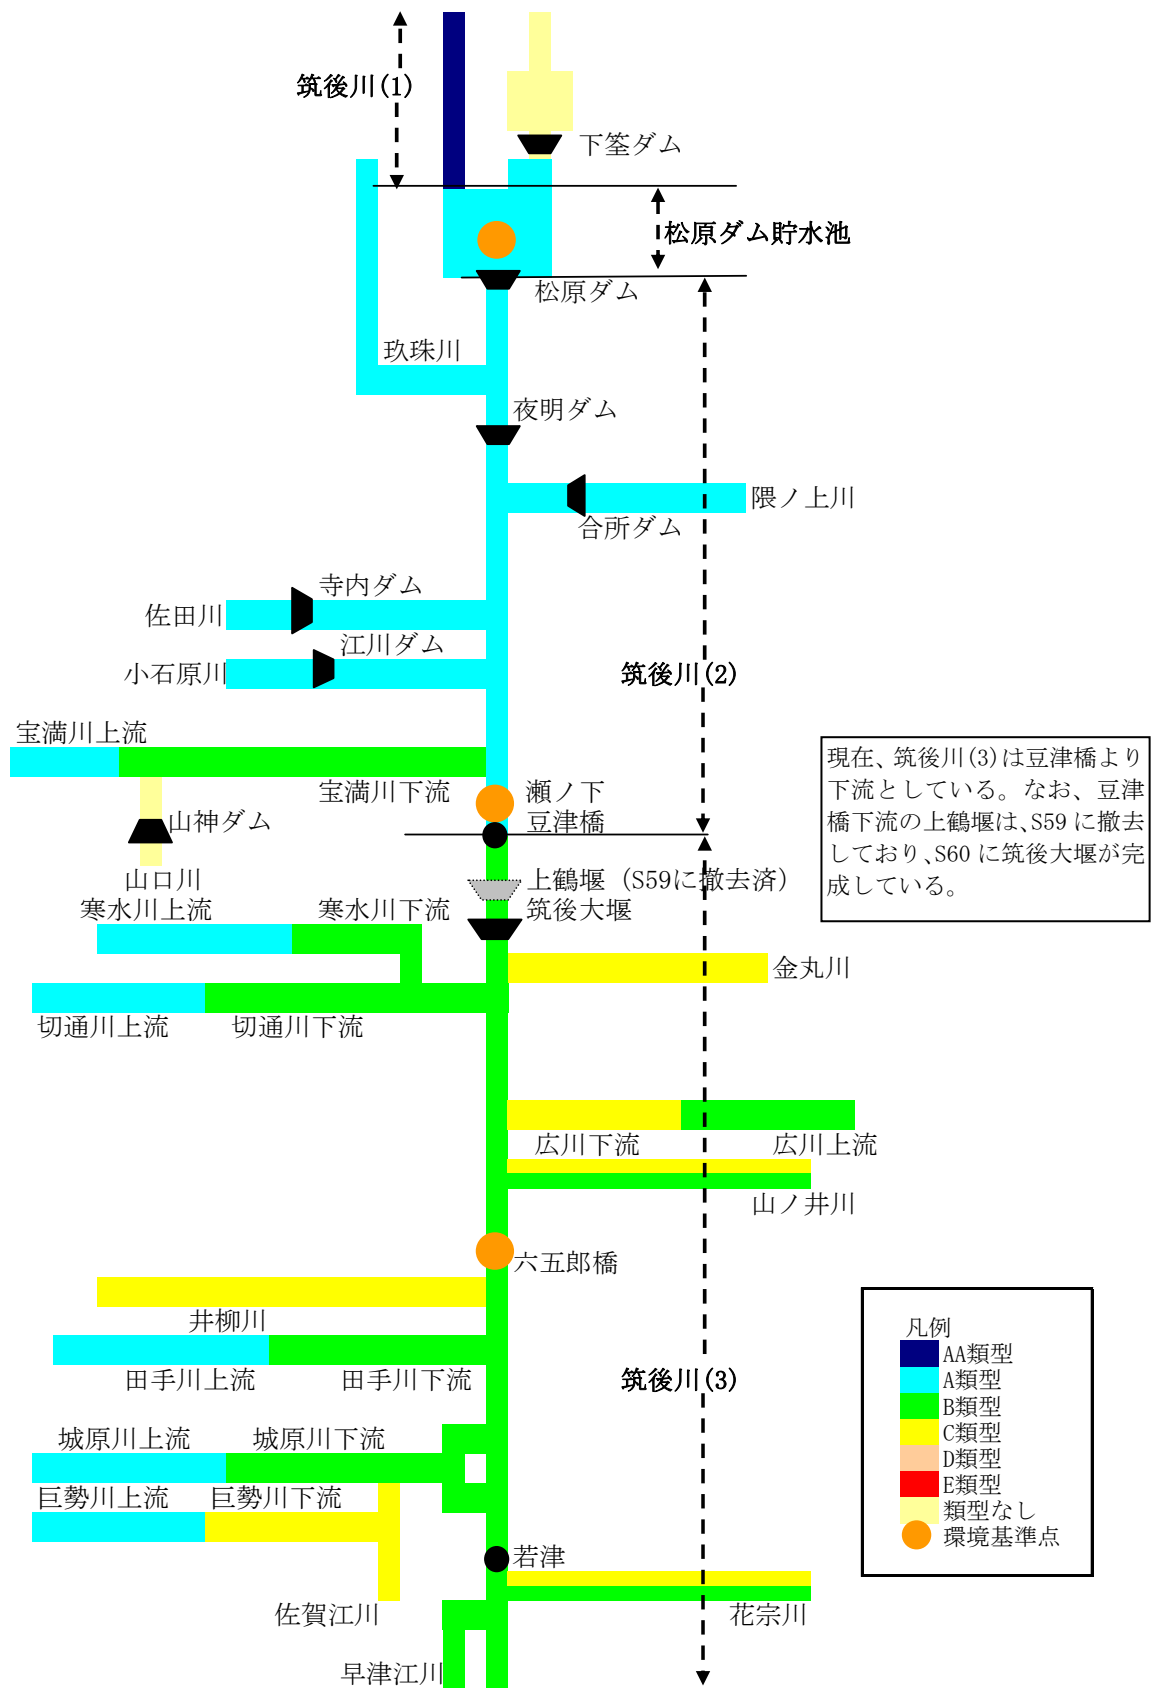 筑後川(1)
下筌ダム
松原ダム貯水池
松原ダム
玖珠川
夜明ダム
隈ノ上川
合所ダム
寺内ダム
佐田川
江川ダム
小石原川
筑後川(2)
宝満川上流
宝満川下流
瀬ノ下
豆津橋
山神ダム
山口川
現在、筑後川(3)は豆津橋より
下流としている。なお、豆津
橋下流の上鶴堰は、S59に撤去
しており、S60に筑後大堰が完
成している。
上鶴堰（S59に撤去済）
筑後大堰
寒水川上流
寒水川下流
金丸川
切通川上流
切通川下流
広川下流
広川上流
山ノ井川
六五郎橋
井柳川
田手川上流
田手川下流
筑後川(3)
城原川上流
城原川下流
巨勢川上流
巨勢川下流
若津
佐賀江川
花宗川
早津江川
凡例
AA類型
A類型
B類型
C類型
D類型
E類型
類型なし
環境基準点